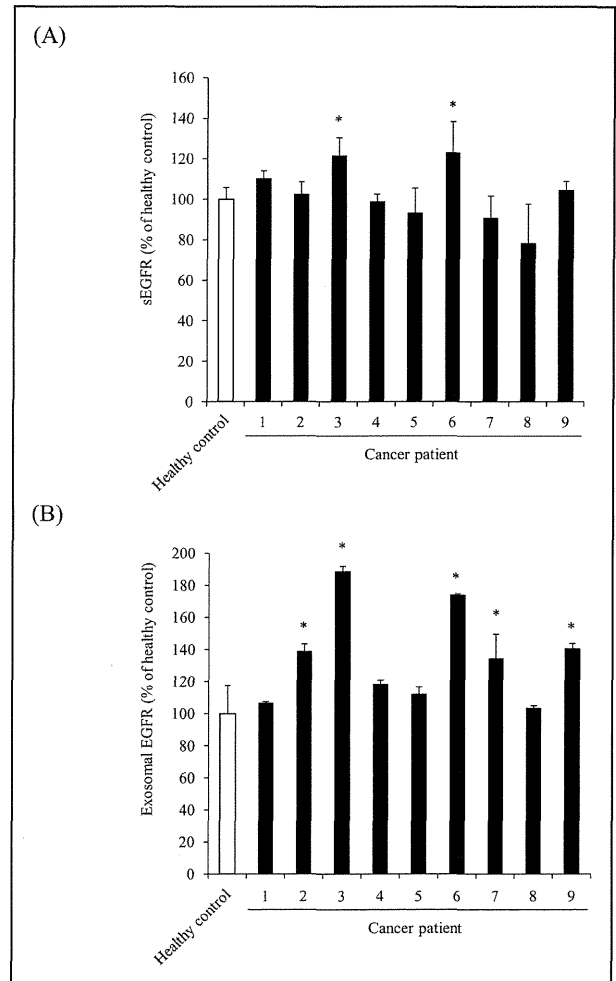 (A)
sEGFR (% of healthy control)
160
140
120
100
80
60
40
20
0
* *
Healthy control
1 2 3 4 5 6 7 8 9
Cancer patient
(B)
Exosomal EGFR (% of healthy control)
200
180
160
140
120
100
80
60
40
20
0
* * * * *
Healthy control
1 2 3 4 5 6 7 8 9
Cancer patient